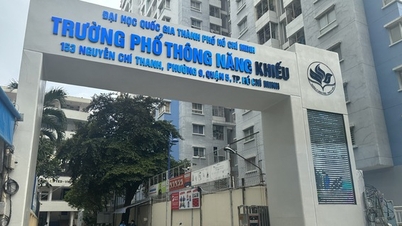 ĐẠI HỌC QUỐC GIA THÀNH PHỐ HỒ CHÍ MINH
TRƯỜNG PHỔ THÔNG NĂNG KHIẾU
153 NGUYỄN CHÍ THANH, PHƯỜNG 9, QUẬN 5, TP. HỒ CHÍ MINH